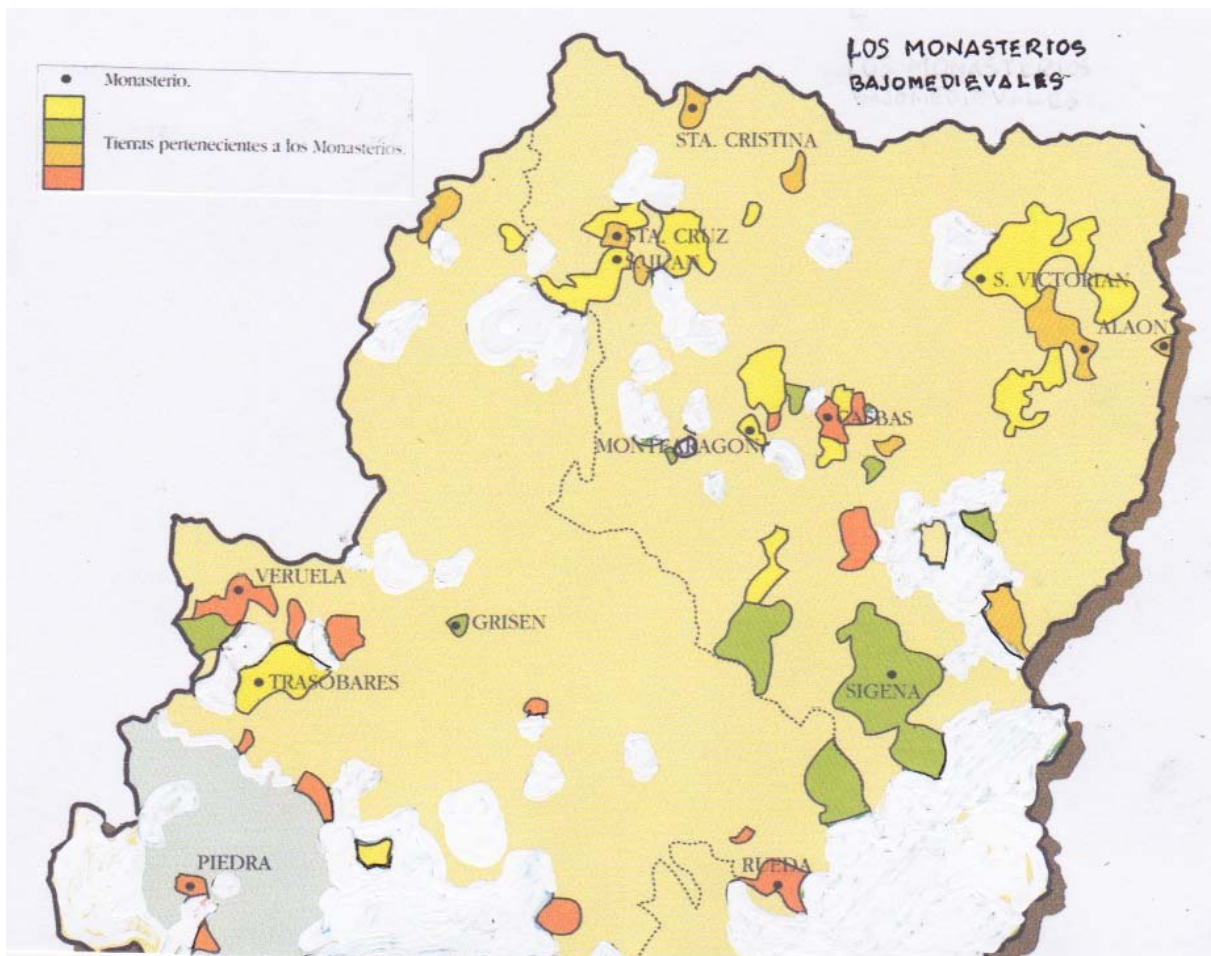 LOS MONASTERIOS
BAJOMEDIEVALES
Monasterio.
Tierras pertenecientes a los Monasterios.
STA. CRISTINA
STA. CRUZ
JUAN
S. VICTORIAN
ALAON
CASBAS
MONTEARAGON
VERUELA
GRISEN
TRASOBARES
SIGENA
PIEDRA
RUEDA